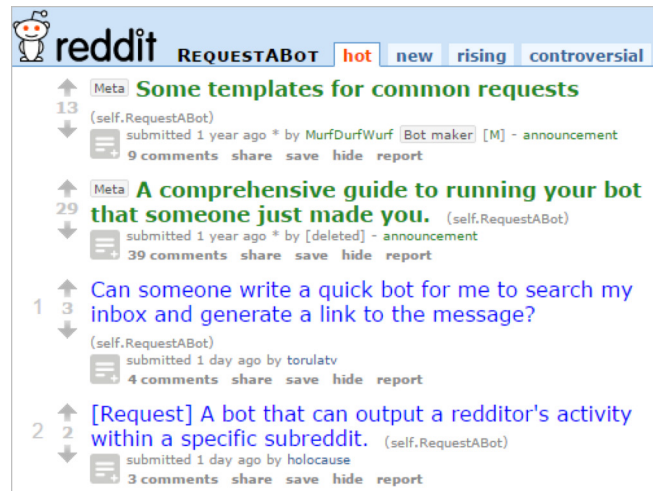 reddit REQUESTABOT hot new rising controversial
Meta Some templates for common requests
13
(self.RequestABot)
submitted 1 year ago * by MurfDurfWurf Bot maker [M] - announcement
9 comments share save hide report
Meta A comprehensive guide to running your bot
29 that someone just made you. (self.RequestABot)
submitted 1 year ago * by [deleted] - announcement
39 comments share save hide report
Can someone write a quick bot for me to search my
1 3 inbox and generate a link to the message?
(self.RequestABot)
submitted 1 day ago by torulatv
4 comments share save hide report
[Request] A bot that can output a redditor's activity
2 2 within a specific subreddit. (self.RequestABot)
submitted 1 day ago by holocause
3 comments share save hide report